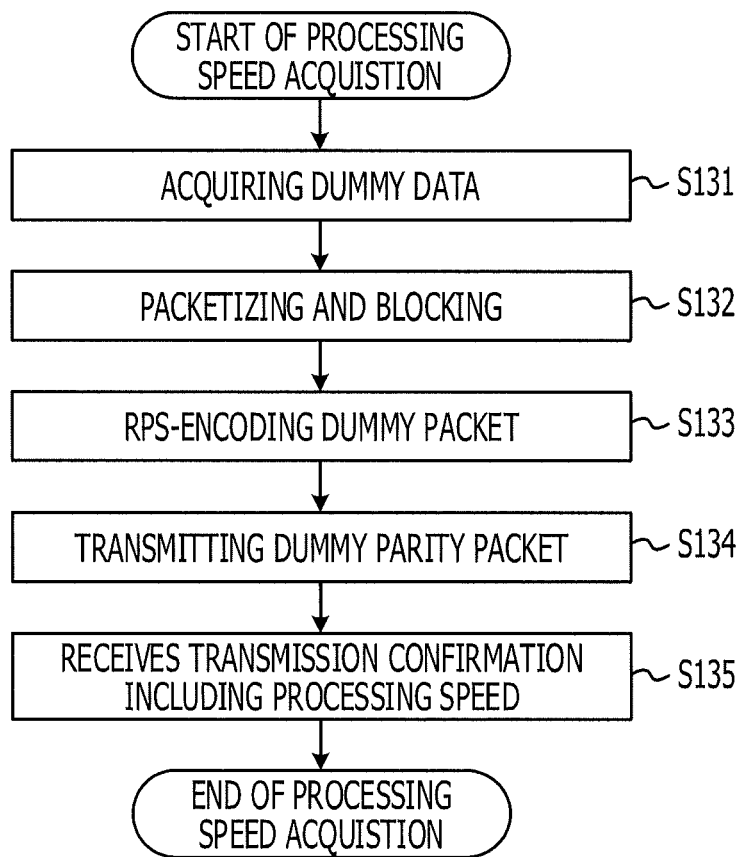 START OF PROCESSING
SPEED ACQUISTION
ACQUIRING DUMMY DATA
S131
PACKETIZING AND BLOCKING
S132
RPS-ENCODING DUMMY PACKET
S133
TRANSMITTING DUMMY PARITY PACKET
S134
RECEIVES TRANSMISSION CONFIRMATION
INCLUDING PROCESSING SPEED
S135
END OF PROCESSING
SPEED ACQUISTION